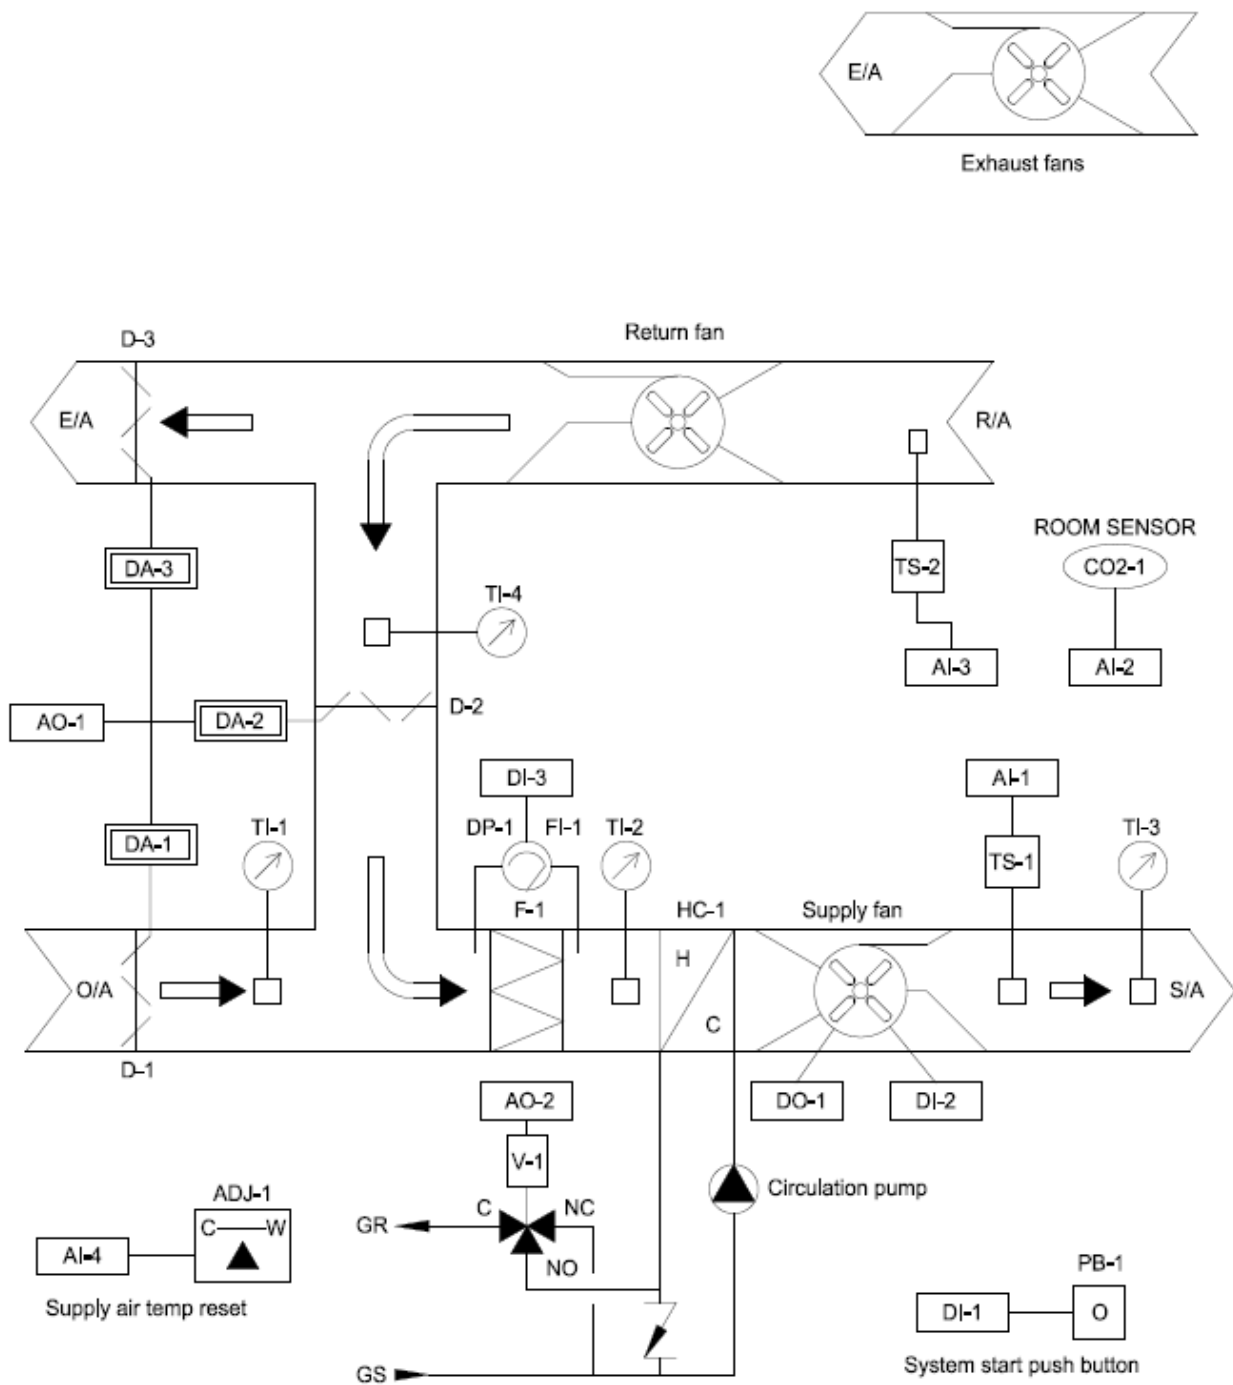 E/A
Exhaust fans
D-3
Return fan
E/A
R/A
ROOM SENSOR
DA-3
TS-2
CO2-1
TI-4
AI-3
AI-2
AO-1
DA-2
D-2
DI-3
AI-1
DA-1
TI-1
DP-1
FI-1
TI-2
TS-1
TI-3
F-1
HC-1
Supply fan
H
O/A
S/A
C
D-1
AO-2
DO-1
DI-2
V-1
Circulation pump
ADJ-1
C
W
C
NC
GR
AI-4
NO
PB-1
Supply air temp reset
DI-1
O
GS
System start push button